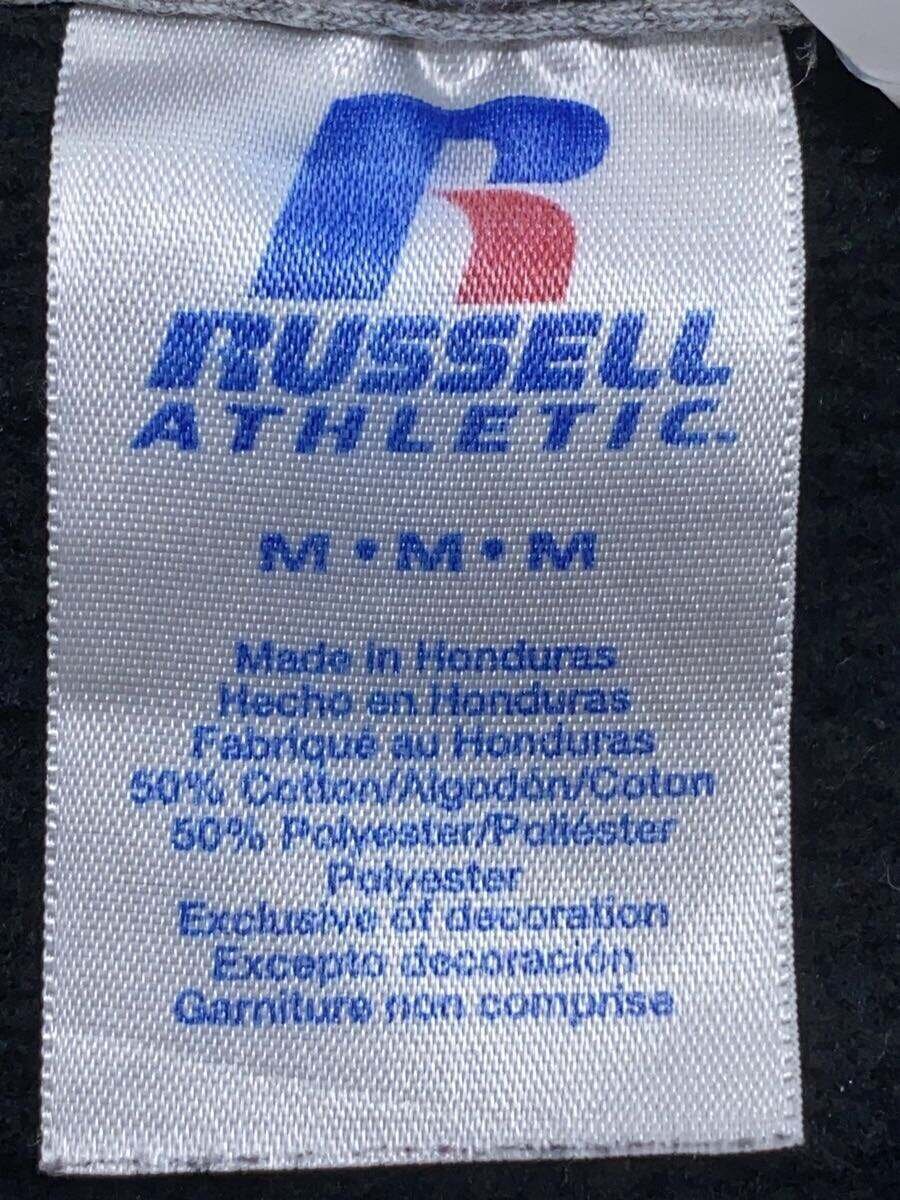 R
RUSSELL
ATHLETIC™
M • M • M
Made in Honduras
Hecho en Honduras
Fabriqué au Honduras
50% Cotton/Algodón/Coton
50% Polyester/Poliéster
Polyester
Exclusive of decoration
Excepto decoración
Garniture non comprise